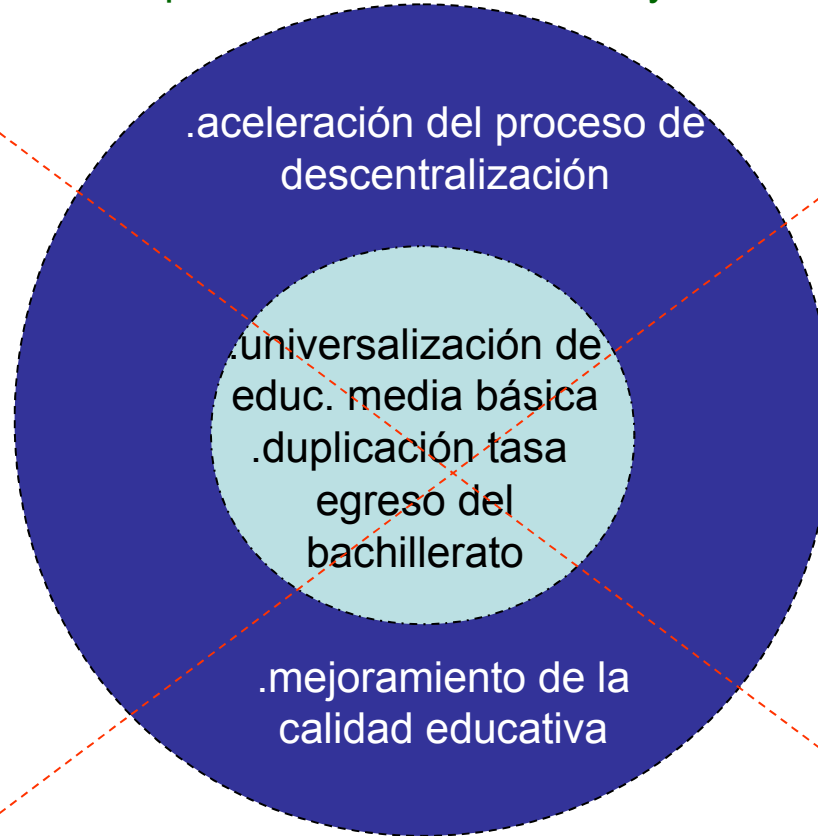 .aceleración del proceso de
descentralización
.universalización de
educ. media básica
.duplicación tasa
egreso del
bachillerato
.mejoramiento de la
calidad educativa